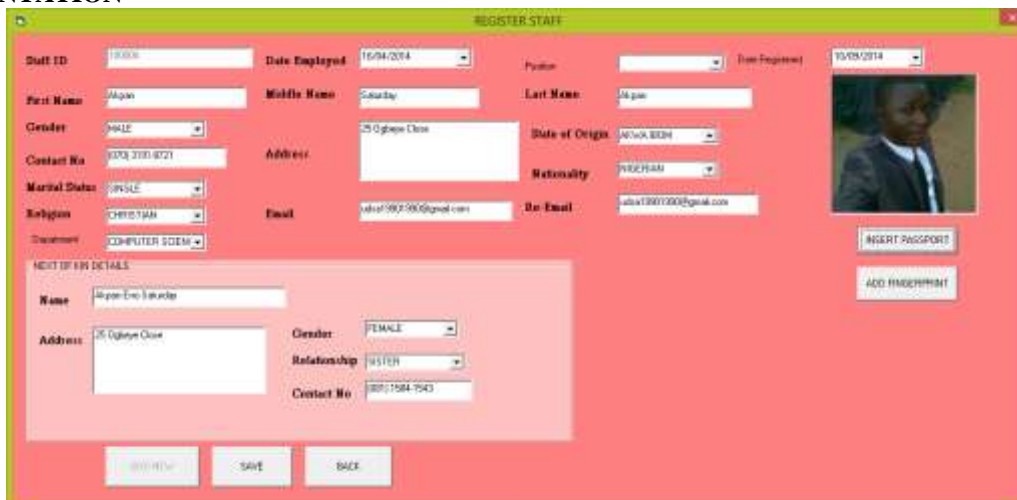 NTATION
REGISTER STAFF
Staff ID Date Employed 16/04/2014 Position Date Registered 10/09/2014
First Name Akpan Middle Name Saturday Last Name Akpan
Gender MALE Address 25 Ogbeye Close State of Origin AKWA IBOM
Contact No
Marital Status SINGLE Nationality NIGERIAN
Religion CHRISTIAN Email Re-Email
Department COMPUTER SCIEN
INSERT PASSPORT
NEXT OF KIN DETAILS
ADD FINGERPRINT
Name Akpan Eno Saturday
Address 25 Ogbeye Close Gender FEMALE
Relationship SISTER
Contact No
ADD NEW SAVE BACK